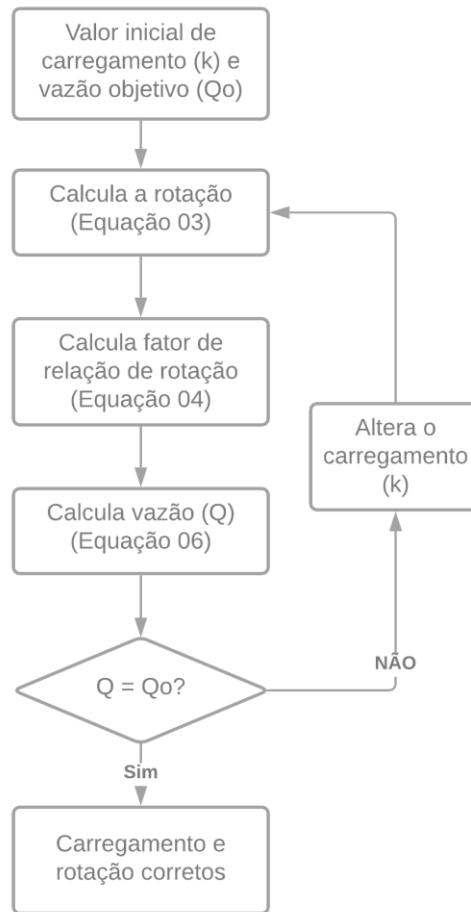 Valor inicial de
carregamento (k) e
vazão objetivo (Qo)
Calcula a rotação
(Equação 03)
Calcula fator de
relação de rotação
(Equação 04)
Altera o
carregamento
(k)
Calcula vazão (Q)
(Equação 06)
NÃO
Q = Qo?
Sim
Carregamento e
rotação corretos